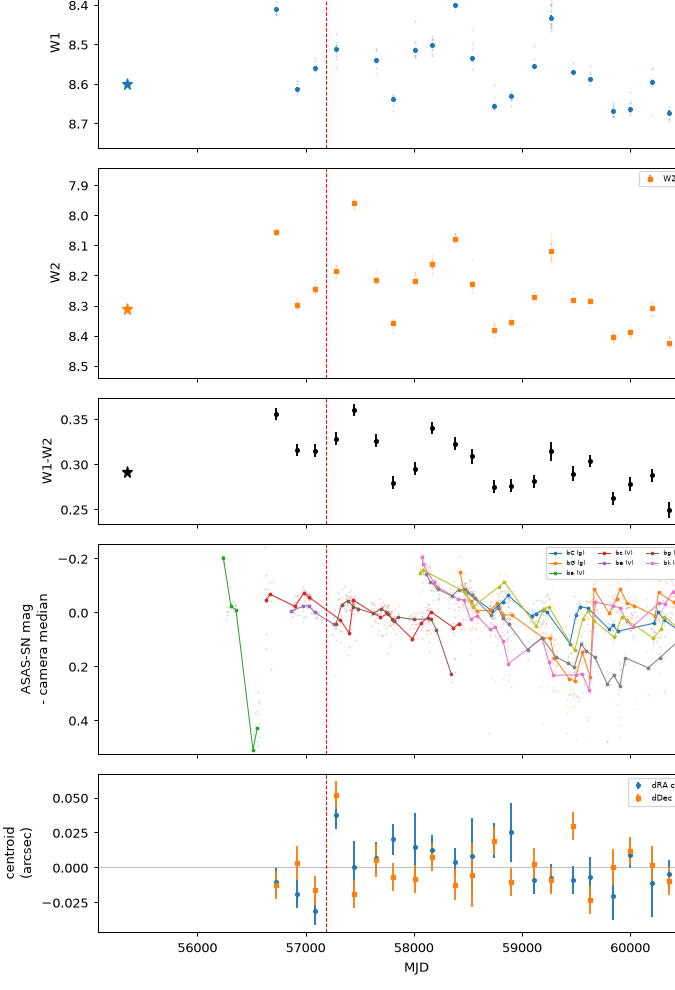 8.4
8.5
8.6
8.7
W1
7.9
8.0
8.1
8.2
8.3
8.4
8.5
W2
W2
0.35
0.30
0.25
W1-W2
−0.2
0.0
0.2
0.4
ASAS-SN mag
- camera median
bC (g)
bG (g)
ba (V)
bc (V)
be (V)
bg (
bk (
0.050
0.025
0.000
−0.025
centroid
(arcsec)
dRA c
dDec
56000 57000 58000 59000 60000
MJD